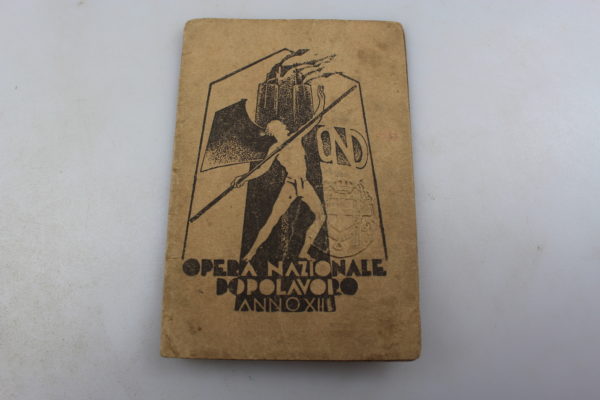 OND
OPERA NAZIONALE
DOPOLAVORO
ANNO XIII